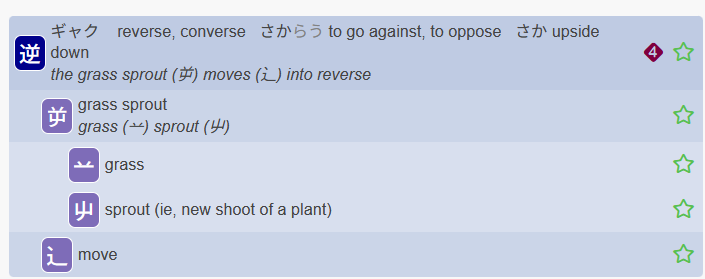 逆 ギャク reverse, converse さからう to go against, to oppose さか upside
down
4
the grass sprout (屰) moves (辶) into reverse
屰 grass sprout
grass (䒑) sprout (屮)
䒑 grass
屮 sprout (ie, new shoot of a plant)
辶 move